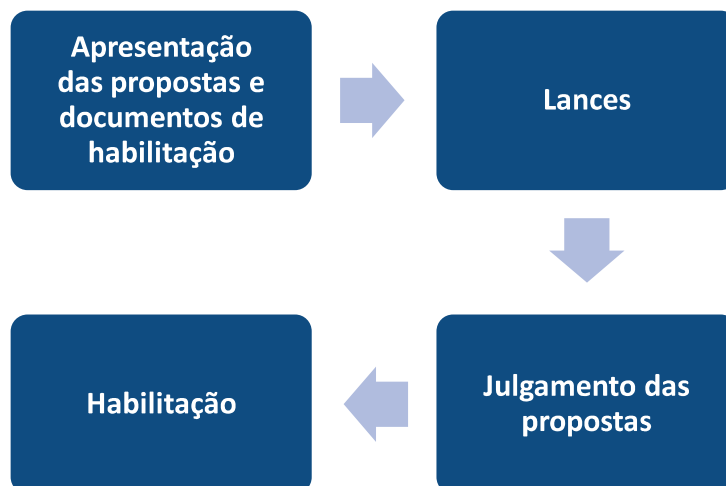 Apresentação
das propostas e
documentos de
habilitação
Lances
Julgamento das
propostas
Habilitação